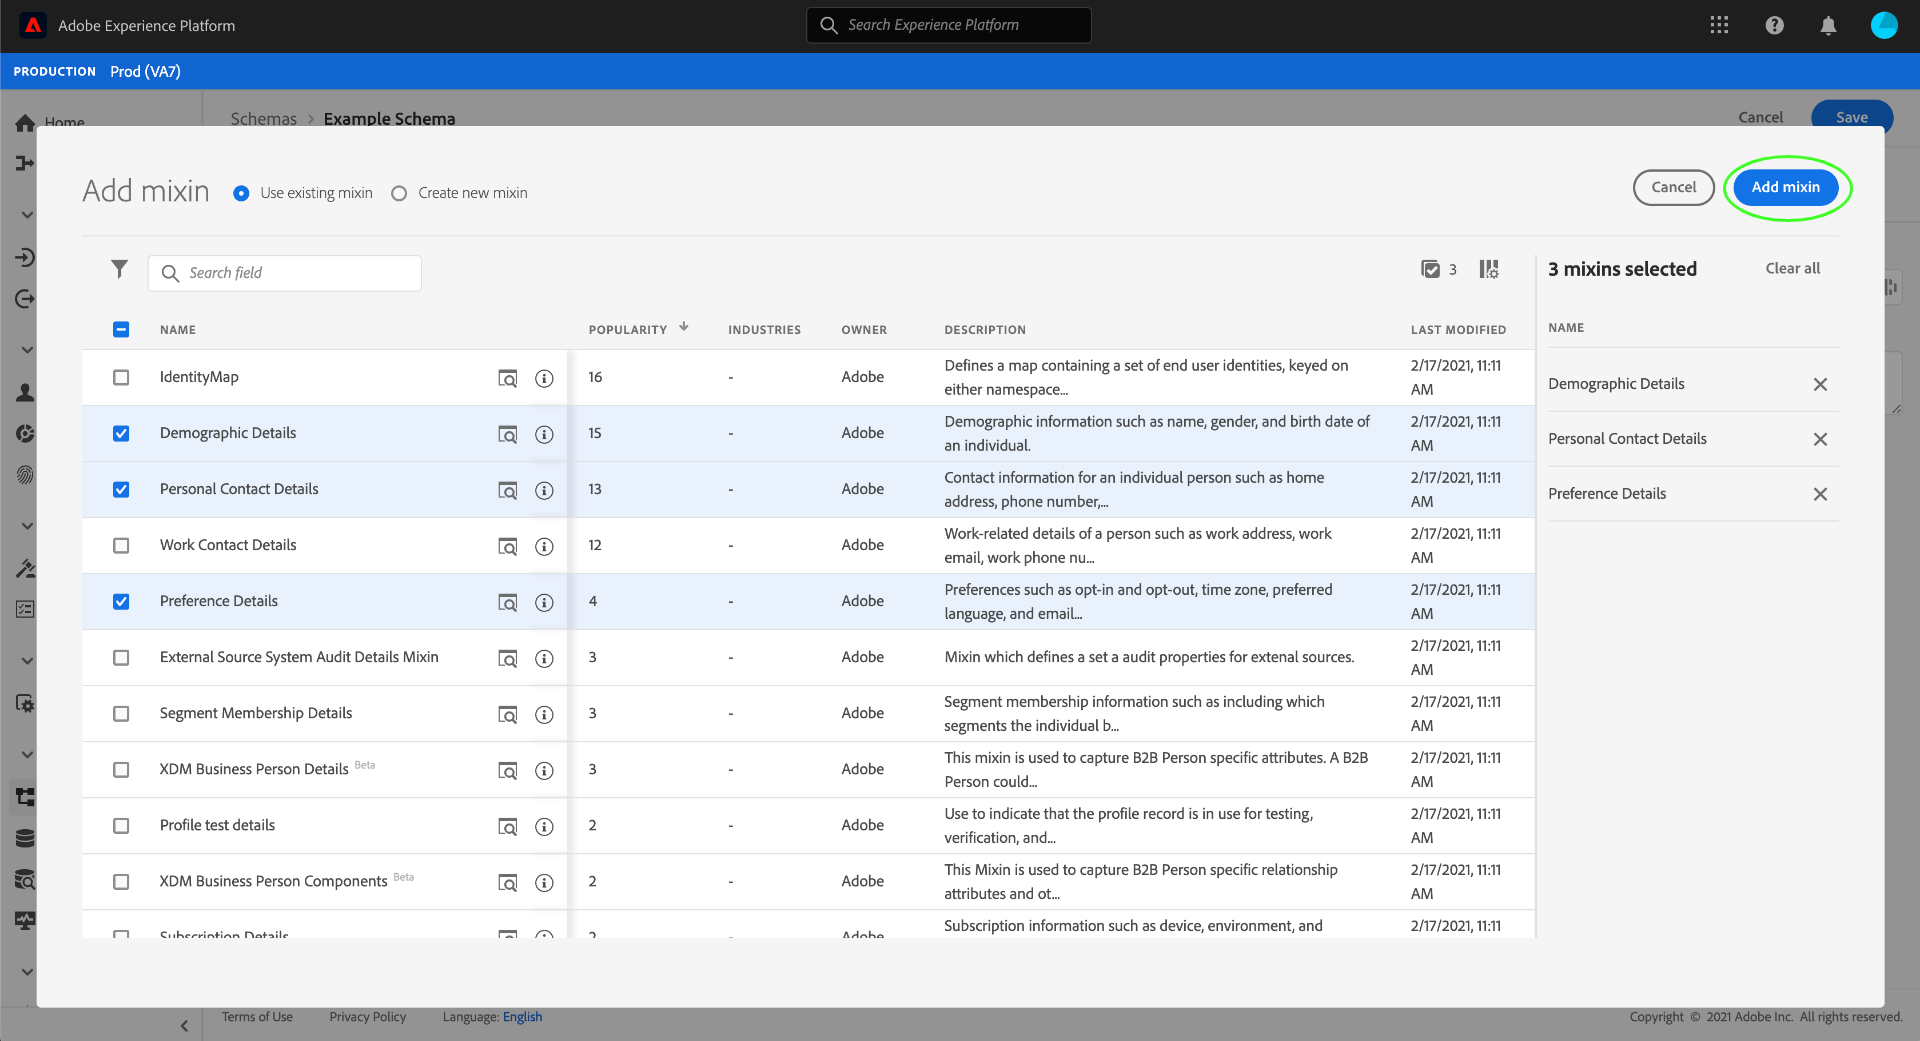 Adobe Experience Platform
Search Experience Platform
PRODUCTION Prod (VA7)
Home
Schemas > Example Schema
Cancel
Save
Add mixin
Use existing mixin
Create new mixin
Cancel
Add mixin
Search field
3
3 mixins selected
Clear all
NAME POPULARITY INDUSTRIES OWNER DESCRIPTION LAST MODIFIED
IdentityMap 16 - Adobe Defines a map containing a set of end user identities, keyed on 2/17/2021, 11:11
either namespace... AM
Demographic Details 15 - Adobe Demographic information such as name, gender, and birth date of 2/17/2021, 11:11
an individual. AM
Personal Contact Details 13 - Adobe Contact information for an individual person such as home 2/17/2021, 11:11
address, phone number,... AM
Work Contact Details 12 - Adobe Work-related details of a person such as work address, work 2/17/2021, 11:11
email, work phone nu... AM
Preference Details 4 - Adobe Preferences such as opt-in and opt-out, time zone, preferred 2/17/2021, 11:11
language, and email... AM
External Source System Audit Details Mixin 3 - Adobe Mixin which defines a set a audit properties for extenal sources. 2/17/2021, 11:11
AM
Segment Membership Details 3 - Adobe Segment membership information such as including which 2/17/2021, 11:11
segments the individual b... AM
XDM Business Person Details Beta 3 - Adobe This mixin is used to capture B2B Person specific attributes. A B2B 2/17/2021, 11:11
Person could... AM
Profile test details 2 - Adobe Use to indicate that the profile record is in use for testing, 2/17/2021, 11:11
verification, and... AM
XDM Business Person Components Beta 2 - Adobe This Mixin is used to capture B2B Person specific relationship 2/17/2021, 11:11
attributes and ot... AM
Subscription Details 2 - Adobe Subscription information such as device, environment, and 2/17/2021, 11:11
NAME
Demographic Details
Personal Contact Details
Preference Details
Terms of Use Privacy Policy Language: English
Copyright © 2021 Adobe Inc. All rights reserved.